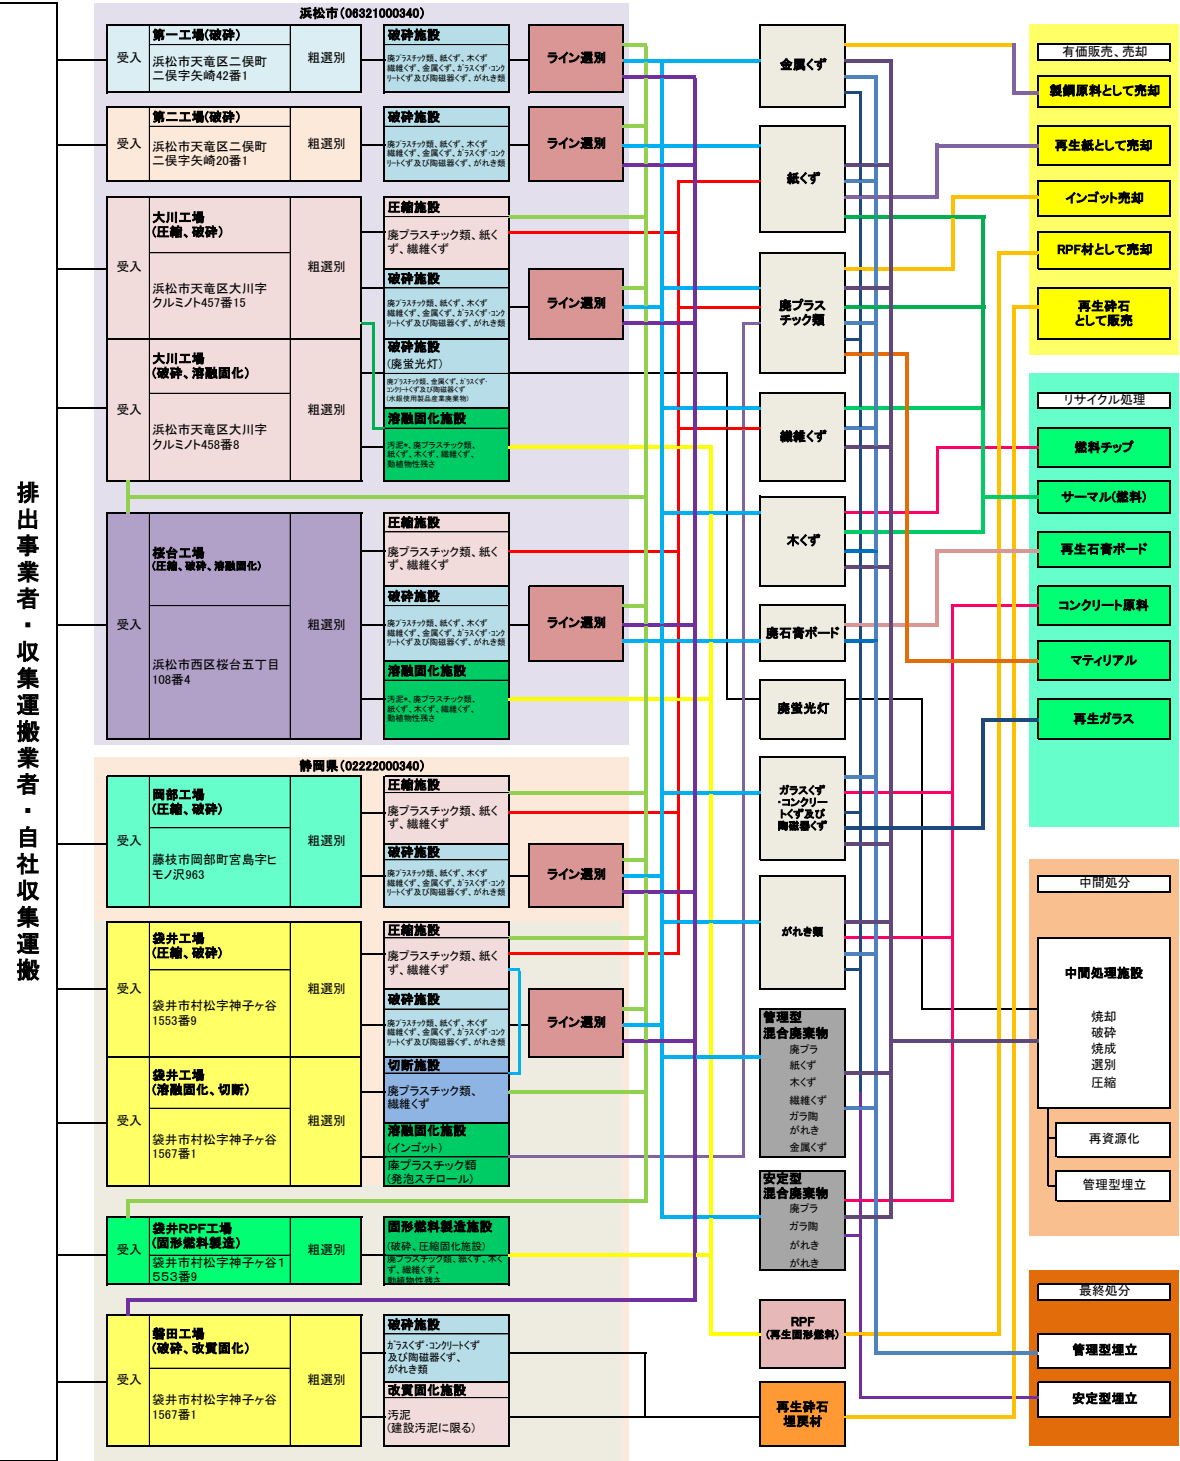 排出事業者・収集運搬業者・自社収集運搬
浜松市(06321000340)
受入
第一工場(破砕)
浜松市天竜区二俣町
二俣字矢崎42番1
粗選別
破砕施設
廃プラスチック類、紙くず、木くず
繊維くず、金属くず、ガラスくず・コンク
リートくず及び陶磁器くず、がれき類
ライン選別
受入
第二工場(破砕)
浜松市天竜区二俣町
二俣字矢崎20番1
粗選別
破砕施設
廃プラスチック類、紙くず、木くず
繊維くず、金属くず、ガラスくず・コンク
リートくず及び陶磁器くず、がれき類
ライン選別
受入
大川工場
(圧縮、破砕)
浜松市天竜区大川字
クルミノト457番15
粗選別
圧縮施設
廃プラスチック類、紙く
ず、繊維くず
破砕施設
廃プラスチック類、紙くず、木くず
繊維くず、金属くず、ガラスくず・コンク
リートくず及び陶磁器くず、がれき類
ライン選別
受入
大川工場
(破砕、溶融固化)
浜松市天竜区大川字
クルミノト458番8
粗選別
破砕施設
(廃蛍光灯)
廃プラスチック類、金属くず、ガラスくず・
コンクリートくず及び陶磁器くず
(水銀使用製品産業廃棄物)
溶融固化施設
汚泥*、廃プラスチック類、
紙くず、木くず、繊維くず、
動植物性残さ
受入
桜台工場
(圧縮、破砕、溶融固化)
浜松市西区桜台五丁目
108番4
粗選別
圧縮施設
廃プラスチック類、紙く
ず、繊維くず
破砕施設
廃プラスチック類、紙くず、木くず
繊維くず、金属くず、ガラスくず・コンク
リートくず及び陶磁器くず、がれき類
ライン選別
溶融固化施設
汚泥*、廃プラスチック類、
紙くず、木くず、繊維くず、
動植物性残さ
静岡県(02222000340)
受入
岡部工場
(圧縮、破砕)
藤枝市岡部町宮島字ヒ
モノ沢963
粗選別
圧縮施設
廃プラスチック類、紙く
ず、繊維くず
破砕施設
廃プラスチック類、紙くず、木くず
繊維くず、金属くず、ガラスくず・コンク
リートくず及び陶磁器くず、がれき類
ライン選別
受入
袋井工場
(圧縮、破砕)
袋井市村松字神子ヶ谷
1553番9
粗選別
圧縮施設
廃プラスチック類、紙く
ず、繊維くず
破砕施設
廃プラスチック類、紙くず、木くず
繊維くず、金属くず、ガラスくず・コンク
リートくず及び陶磁器くず、がれき類
ライン選別
受入
袋井工場
(溶融固化、切断)
袋井市村松字神子ヶ谷
1567番1
粗選別
切断施設
廃プラスチック類、
繊維くず
溶融固化施設
(インゴット)
廃プラスチック類
(発泡スチロール)
受入
袋井RPF工場
(固形燃料製造)
袋井市村松字神子ヶ谷1
553番9
粗選別
固形燃料製造施設
(破砕、圧縮固化施設)
廃プラスチック類、紙くず、木く
ず、繊維くず、
動植物性残さ
受入
磐田工場
(破砕、改質固化)
袋井市村松字神子ヶ谷
1567番1
粗選別
破砕施設
ガラスくず・コンクリートくず
及び陶磁器くず、
がれき類
改質固化施設
汚泥
(建設汚泥に限る)
金属くず
紙くず
廃プラス
チック類
繊維くず
木くず
廃石膏ボード
廃蛍光灯
ガラスくず
・コンクリー
トくず及び
陶磁器くず
がれき類
管理型
混合廃棄物
廃プラ
紙くず
木くず
繊維くず
ガラ陶
がれき
金属くず
安定型
混合廃棄物
廃プラ
ガラ陶
がれき
がれき
RPF
(再生固形燃料)
再生砕石
埋戻材
有価販売、売却
製鋼原料として売却
再生紙として売却
インゴット売却
RPF材として売却
再生砕石
として販売
リサイクル処理
燃料チップ
サーマル(燃料)
再生石膏ボード
コンクリート原料
マティリアル
再生ガラス
中間処分
中間処理施設
焼却
破砕
焼成
選別
圧縮
再資源化
管理型埋立
最終処分
管理型埋立
安定型埋立